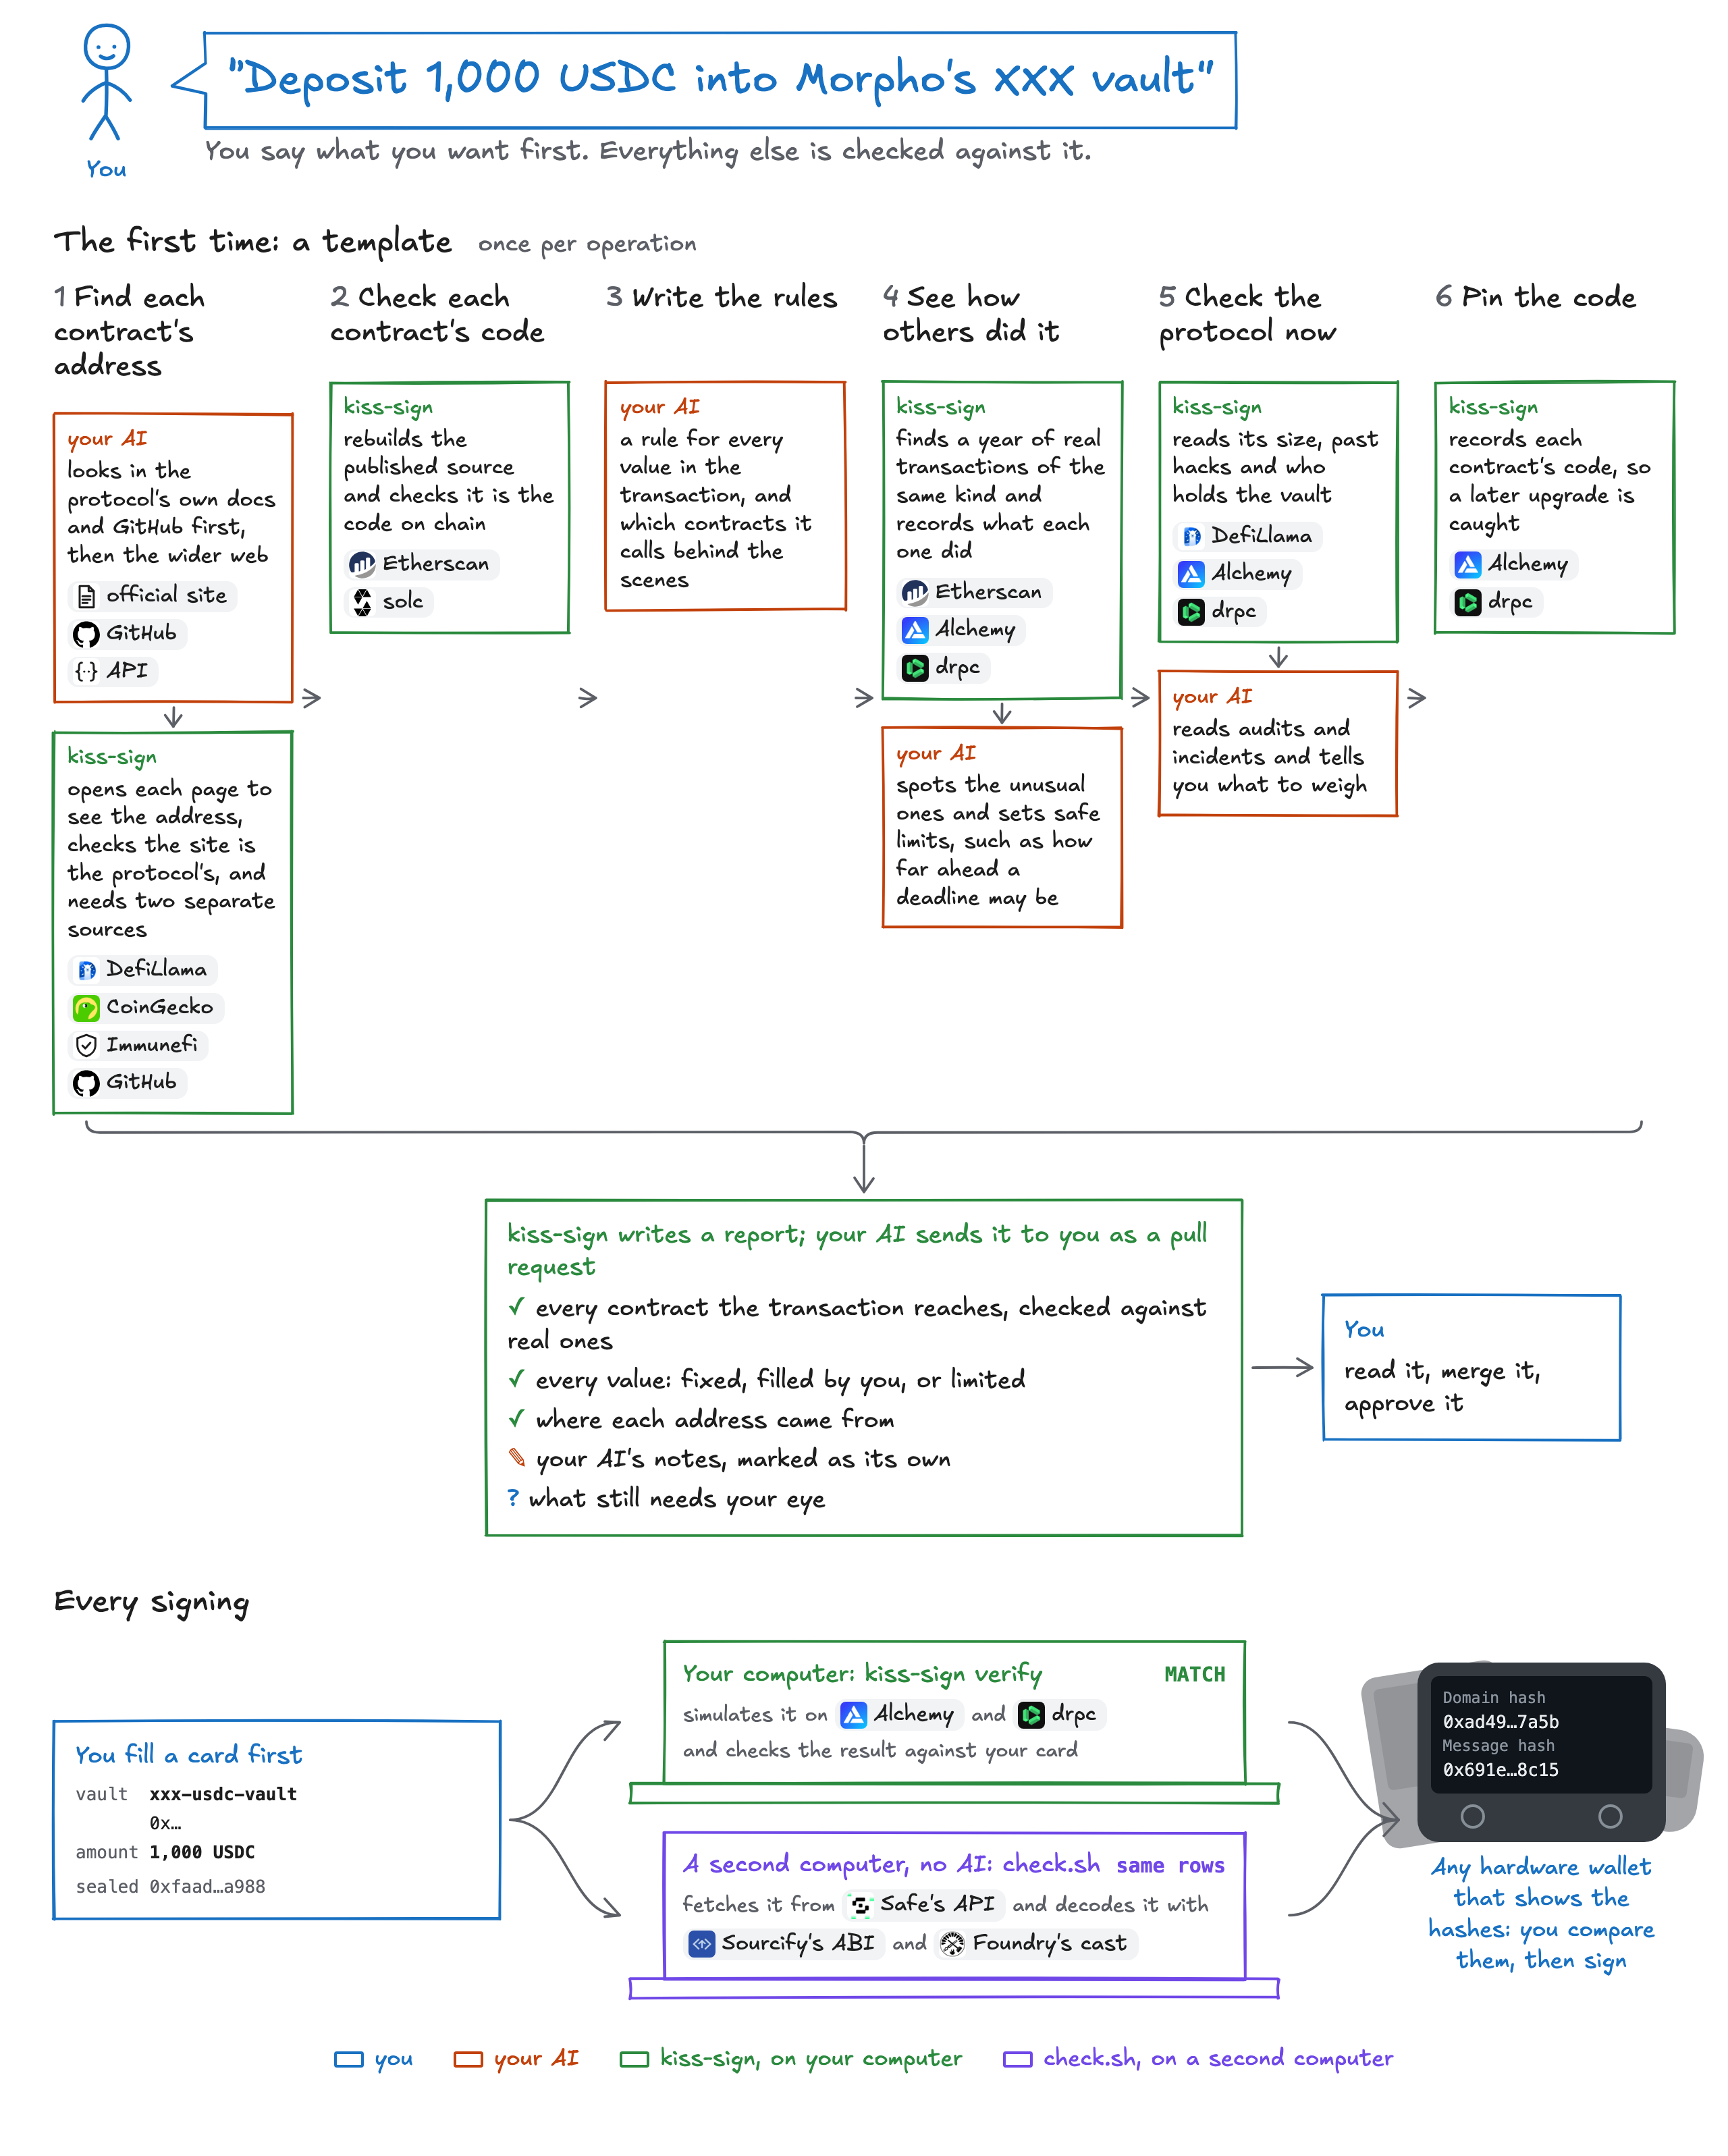 "Deposit 1,000 USDC into Morpho's XXX vault"
You
You say what you want first. Everything else is checked against it.
The first time: a template once per operation
1 Find each
contract's
address
your AI
looks in the
protocol's own docs
and GitHub first,
then the wider web
official site
GitHub
API
kiss-sign
opens each page to
see the address,
checks the site is
the protocol's, and
needs two separate
sources
DefiLlama
CoinGecko
Immunefi
GitHub
2 Check each
contract's code
kiss-sign
rebuilds the
published source
and checks it is the
code on chain
Etherscan
solc
3 Write the rules
your AI
a rule for every
value in the
transaction, and
which contracts it
calls behind the
scenes
4 See how
others did it
kiss-sign
finds a year of real
transactions of the
same kind and
records what each
one did
Etherscan
Alchemy
drpc
your AI
spots the unusual
ones and sets safe
limits, such as how
far ahead a
deadline may be
5 Check the
protocol now
kiss-sign
reads its size, past
hacks and who
holds the vault
DefiLlama
Alchemy
drpc
your AI
reads audits and
incidents and tells
you what to weigh
6 Pin the code
kiss-sign
records each
contract's code, so
a later upgrade is
caught
Alchemy
drpc
kiss-sign writes a report; your AI sends it to you as a pull
request
✓ every contract the transaction reaches, checked against
real ones
✓ every value: fixed, filled by you, or limited
✓ where each address came from
✎ your AI's notes, marked as its own
? what still needs your eye
You
read it, merge it,
approve it
Every signing
You fill a card first
vault xxx-usdc-vault
0x…
amount 1,000 USDC
sealed 0xfaad…a988
Your computer: kiss-sign verify MATCH
simulates it on Alchemy and drpc
and checks the result against your card
A second computer, no AI: check.sh same rows
fetches it from Safe's API and decodes it with
Sourcify's ABI and Foundry's cast
Domain hash
0xad49…7a5b
Message hash
0x691e…8c15
Any hardware wallet
that shows the
hashes: you compare
them, then sign
you
your AI
kiss-sign, on your computer
check.sh, on a second computer